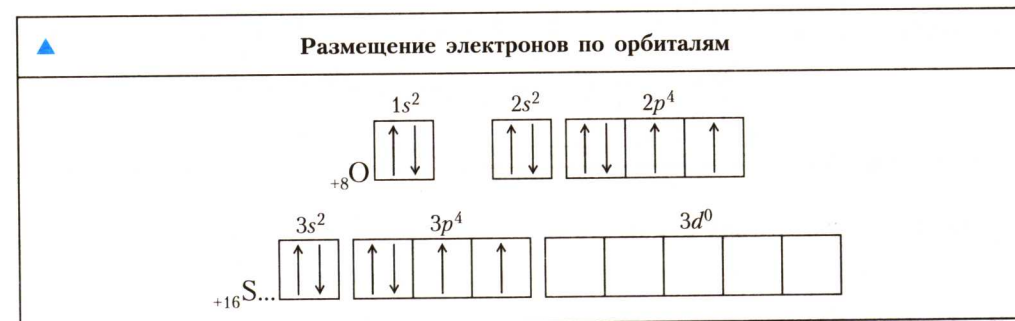 Размещение электронов по орбиталям
1s² 2s² 2p⁴
₊₈O
3s² 3p⁴ 3d⁰
₊₁₆S...